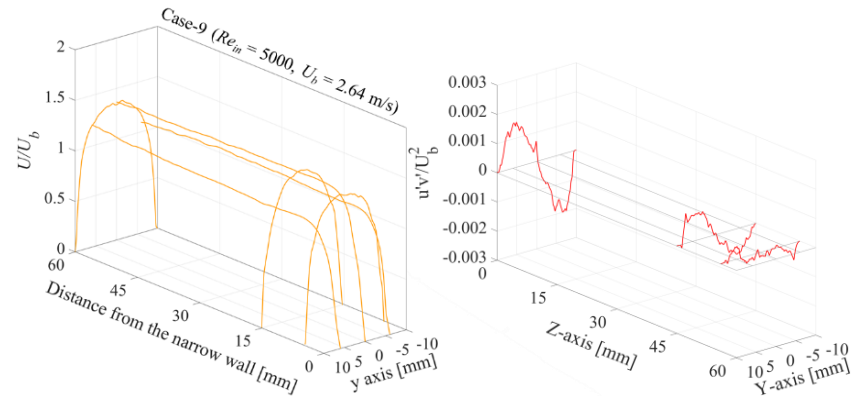 Case-9 (Re_in = 5000, U_b = 2.64 m/s)
2
1.5
1
0.5
0
U/U_b
60
45
30
15
0
Distance from the narrow wall [mm]
10 5 0 -5 -10
y axis [mm]
0.003
0.002
0.001
0
-0.001
-0.002
-0.003
u'v'/U_b^2
0
15
30
45
60
Z-axis [mm]
10 5 0 -5 -10
Y-axis [mm]